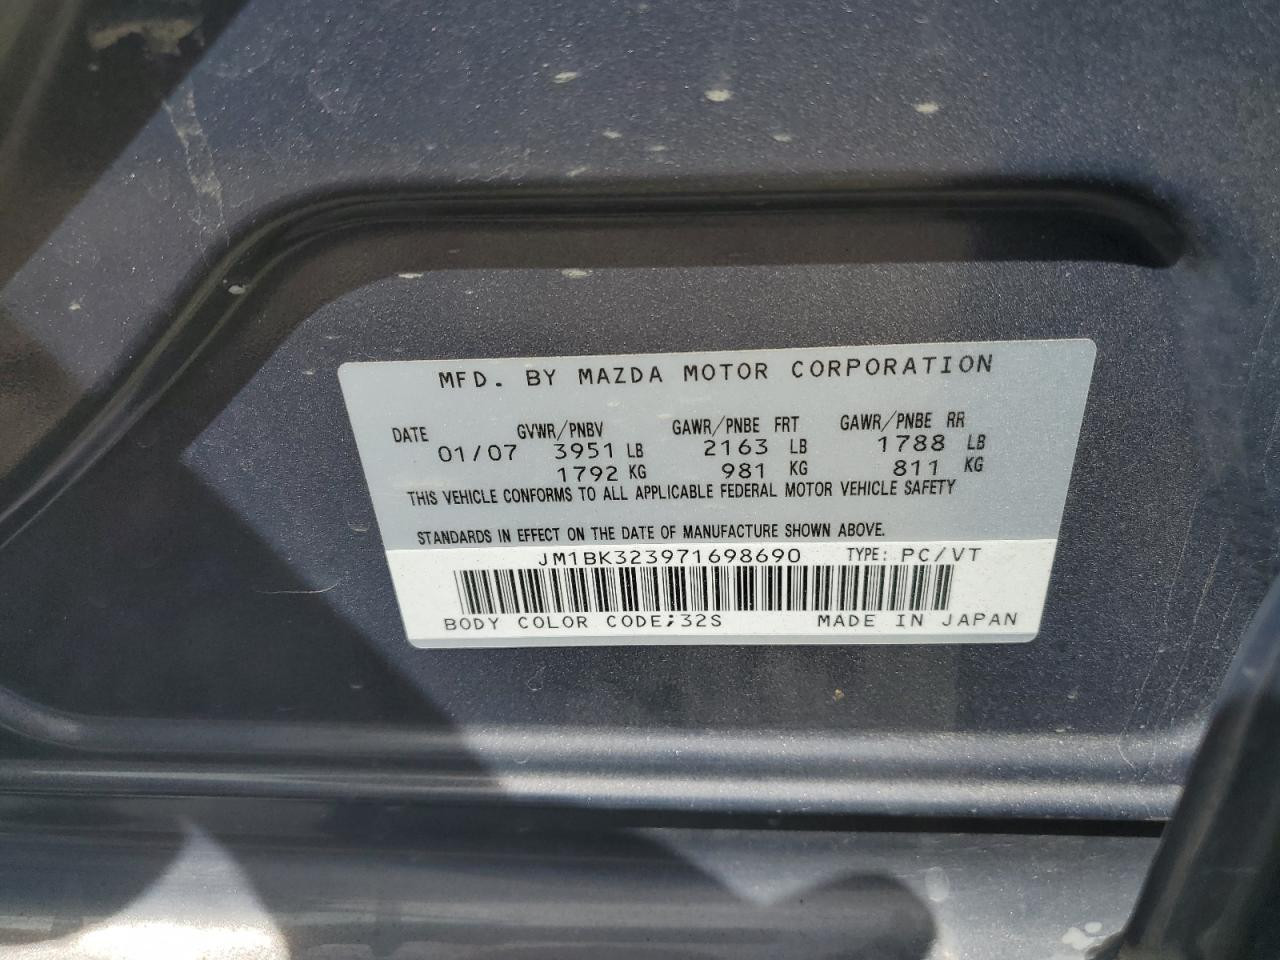 MFD. BY MAZDA MOTOR CORPORATION
DATE GVWR/PNBV GAWR/PNBE FRT GAWR/PNBE RR
01/07 3951 LB 2163 LB 1788 LB
1792 KG 981 KG 811 KG
THIS VEHICLE CONFORMS TO ALL APPLICABLE FEDERAL MOTOR VEHICLE SAFETY
STANDARDS IN EFFECT ON THE DATE OF MANUFACTURE SHOWN ABOVE.
JM1BK323971698690 TYPE: PC/VT
BODY COLOR CODE;32S MADE IN JAPAN